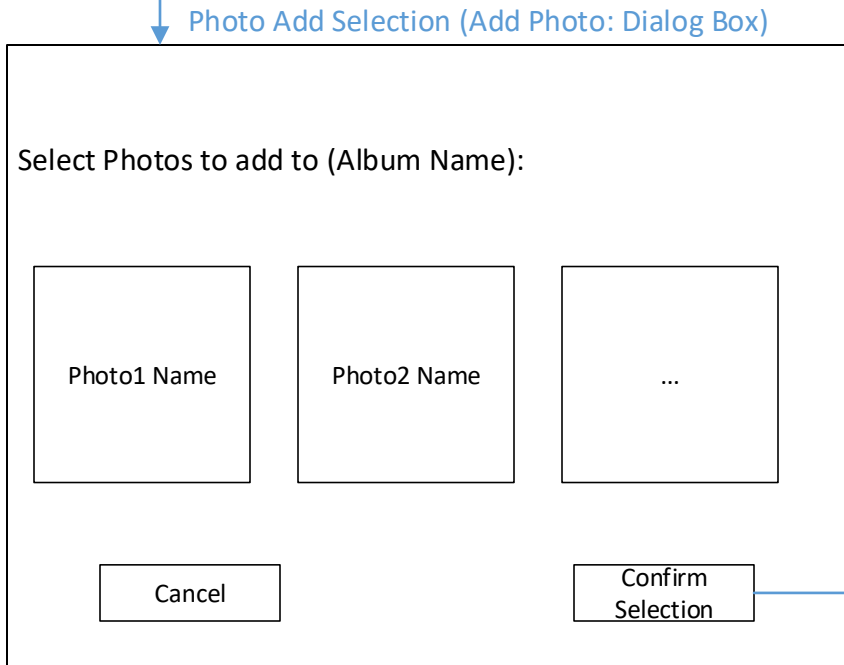 Photo Add Selection (Add Photo: Dialog Box)
Select Photos to add to (Album Name):
Photo1 Name
Photo2 Name
...
Cancel
Confirm
Selection